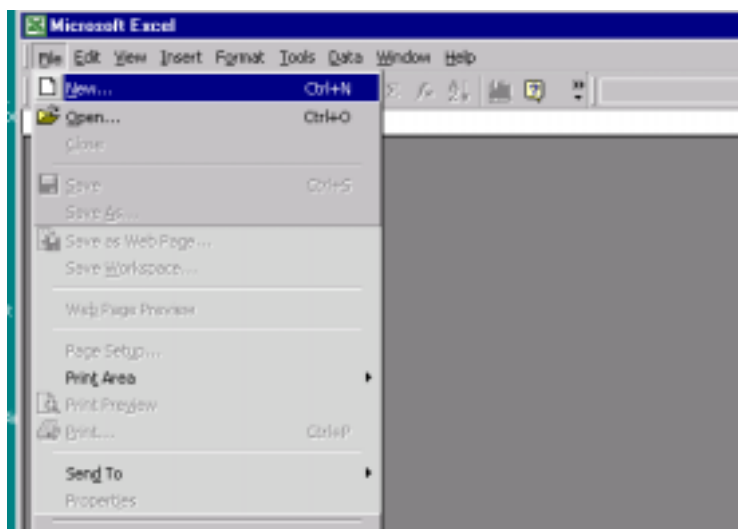 Microsoft Excel
File Edit View Insert Format Tools Data Window Help
New... Ctrl+N
Open... Ctrl+O
Close
Save Ctrl+S
Save As...
Save as Web Page...
Save Workspace...
Web Page Preview
Page Setup...
Print Area
Print Preview
Print... Ctrl+P
Send To
Properties